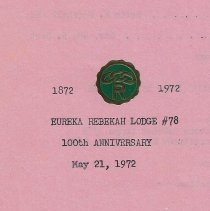 1872 1972
R
EUREKA REBEKAH LODGE #78
100th ANNIVERSARY
May 21, 1972